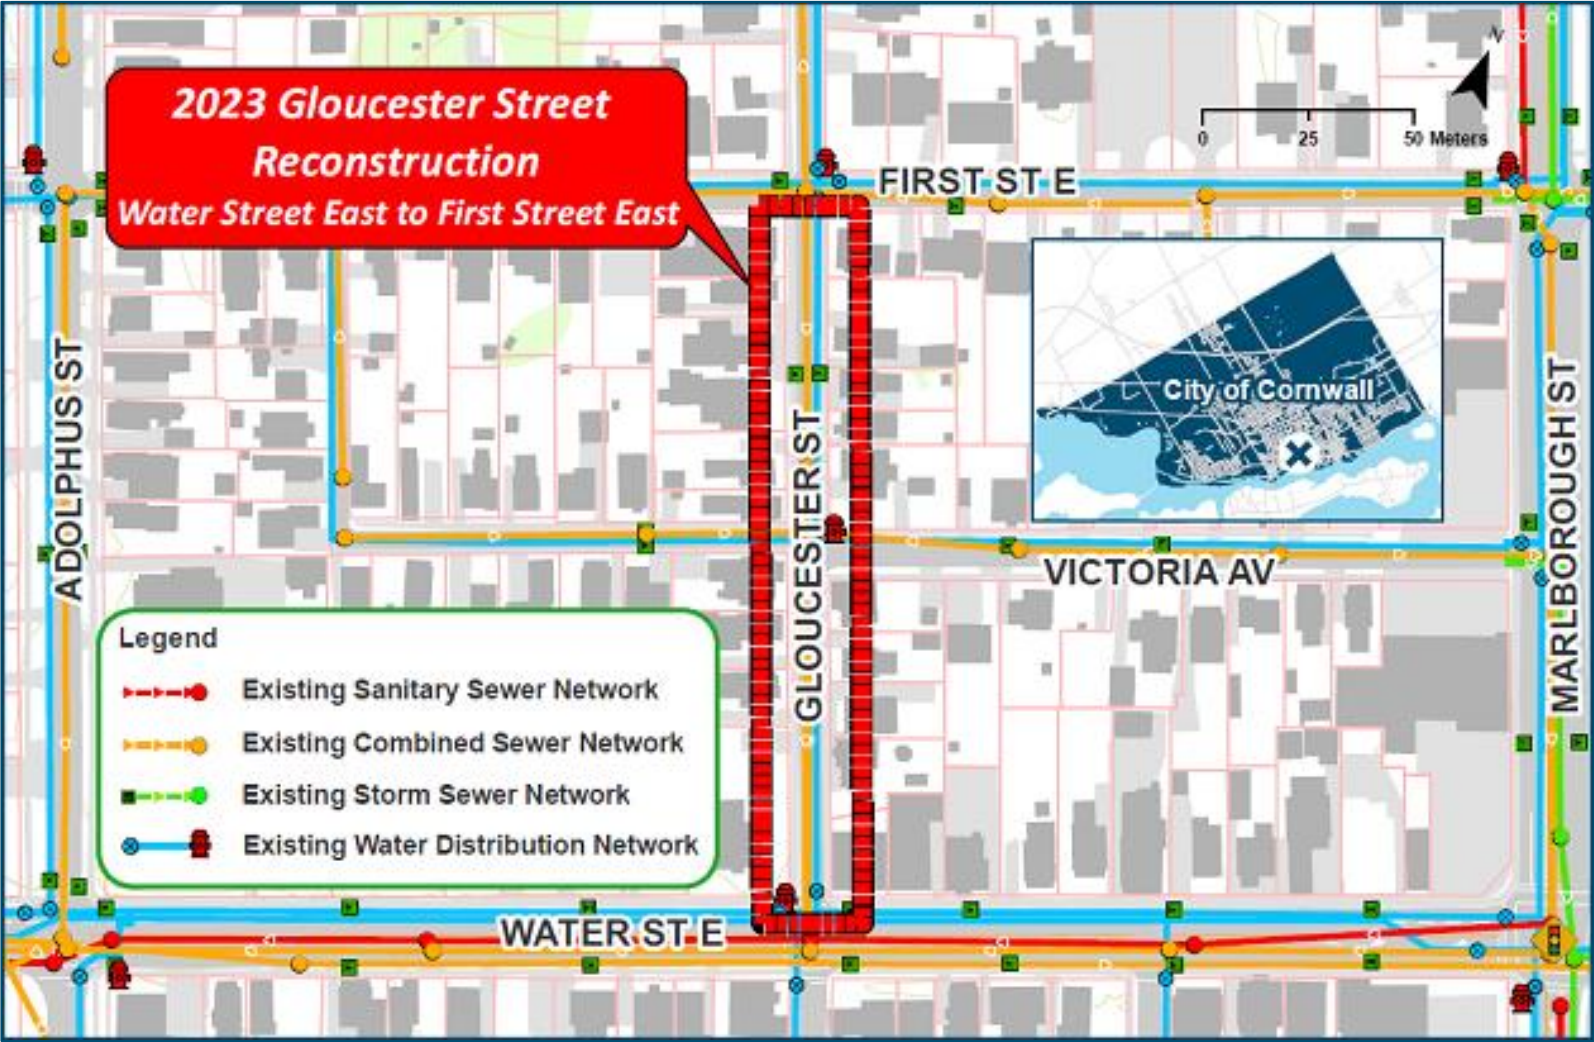 2023 Gloucester Street
Reconstruction
Water Street East to First Street East
N
0 25 50 Meters
FIRST ST E
City of Cornwall
ADOLPHUS ST
GLOUCESTER ST
MARLBOROUGH ST
VICTORIA AV
Legend
Existing Sanitary Sewer Network
Existing Combined Sewer Network
Existing Storm Sewer Network
Existing Water Distribution Network
WATER ST E